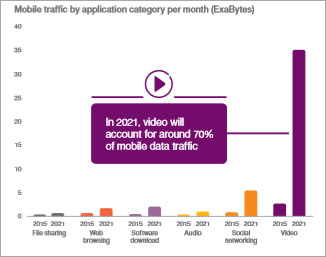 Mobile traffic by application category per month (ExaBytes)
40
35
30
25
20
15
10
5
0
In 2021, video will
account for around 70%
of mobile data traffic
2015 2021 2015 2021 2015 2021 2015 2021 2015 2021 2015 2021
File sharing Web browsing Software download Audio Social networking Video